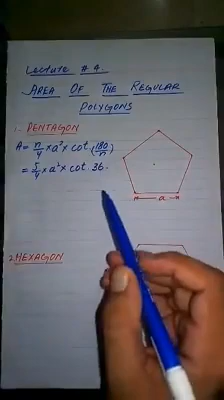 Lecture # 4.
AREA OF THE REGULAR
POLYGONS
1:- PENTAGON
A = n/4 × a² × cot (180/n)
= 5/4 × a² × cot 36
a
2. HEXAGON